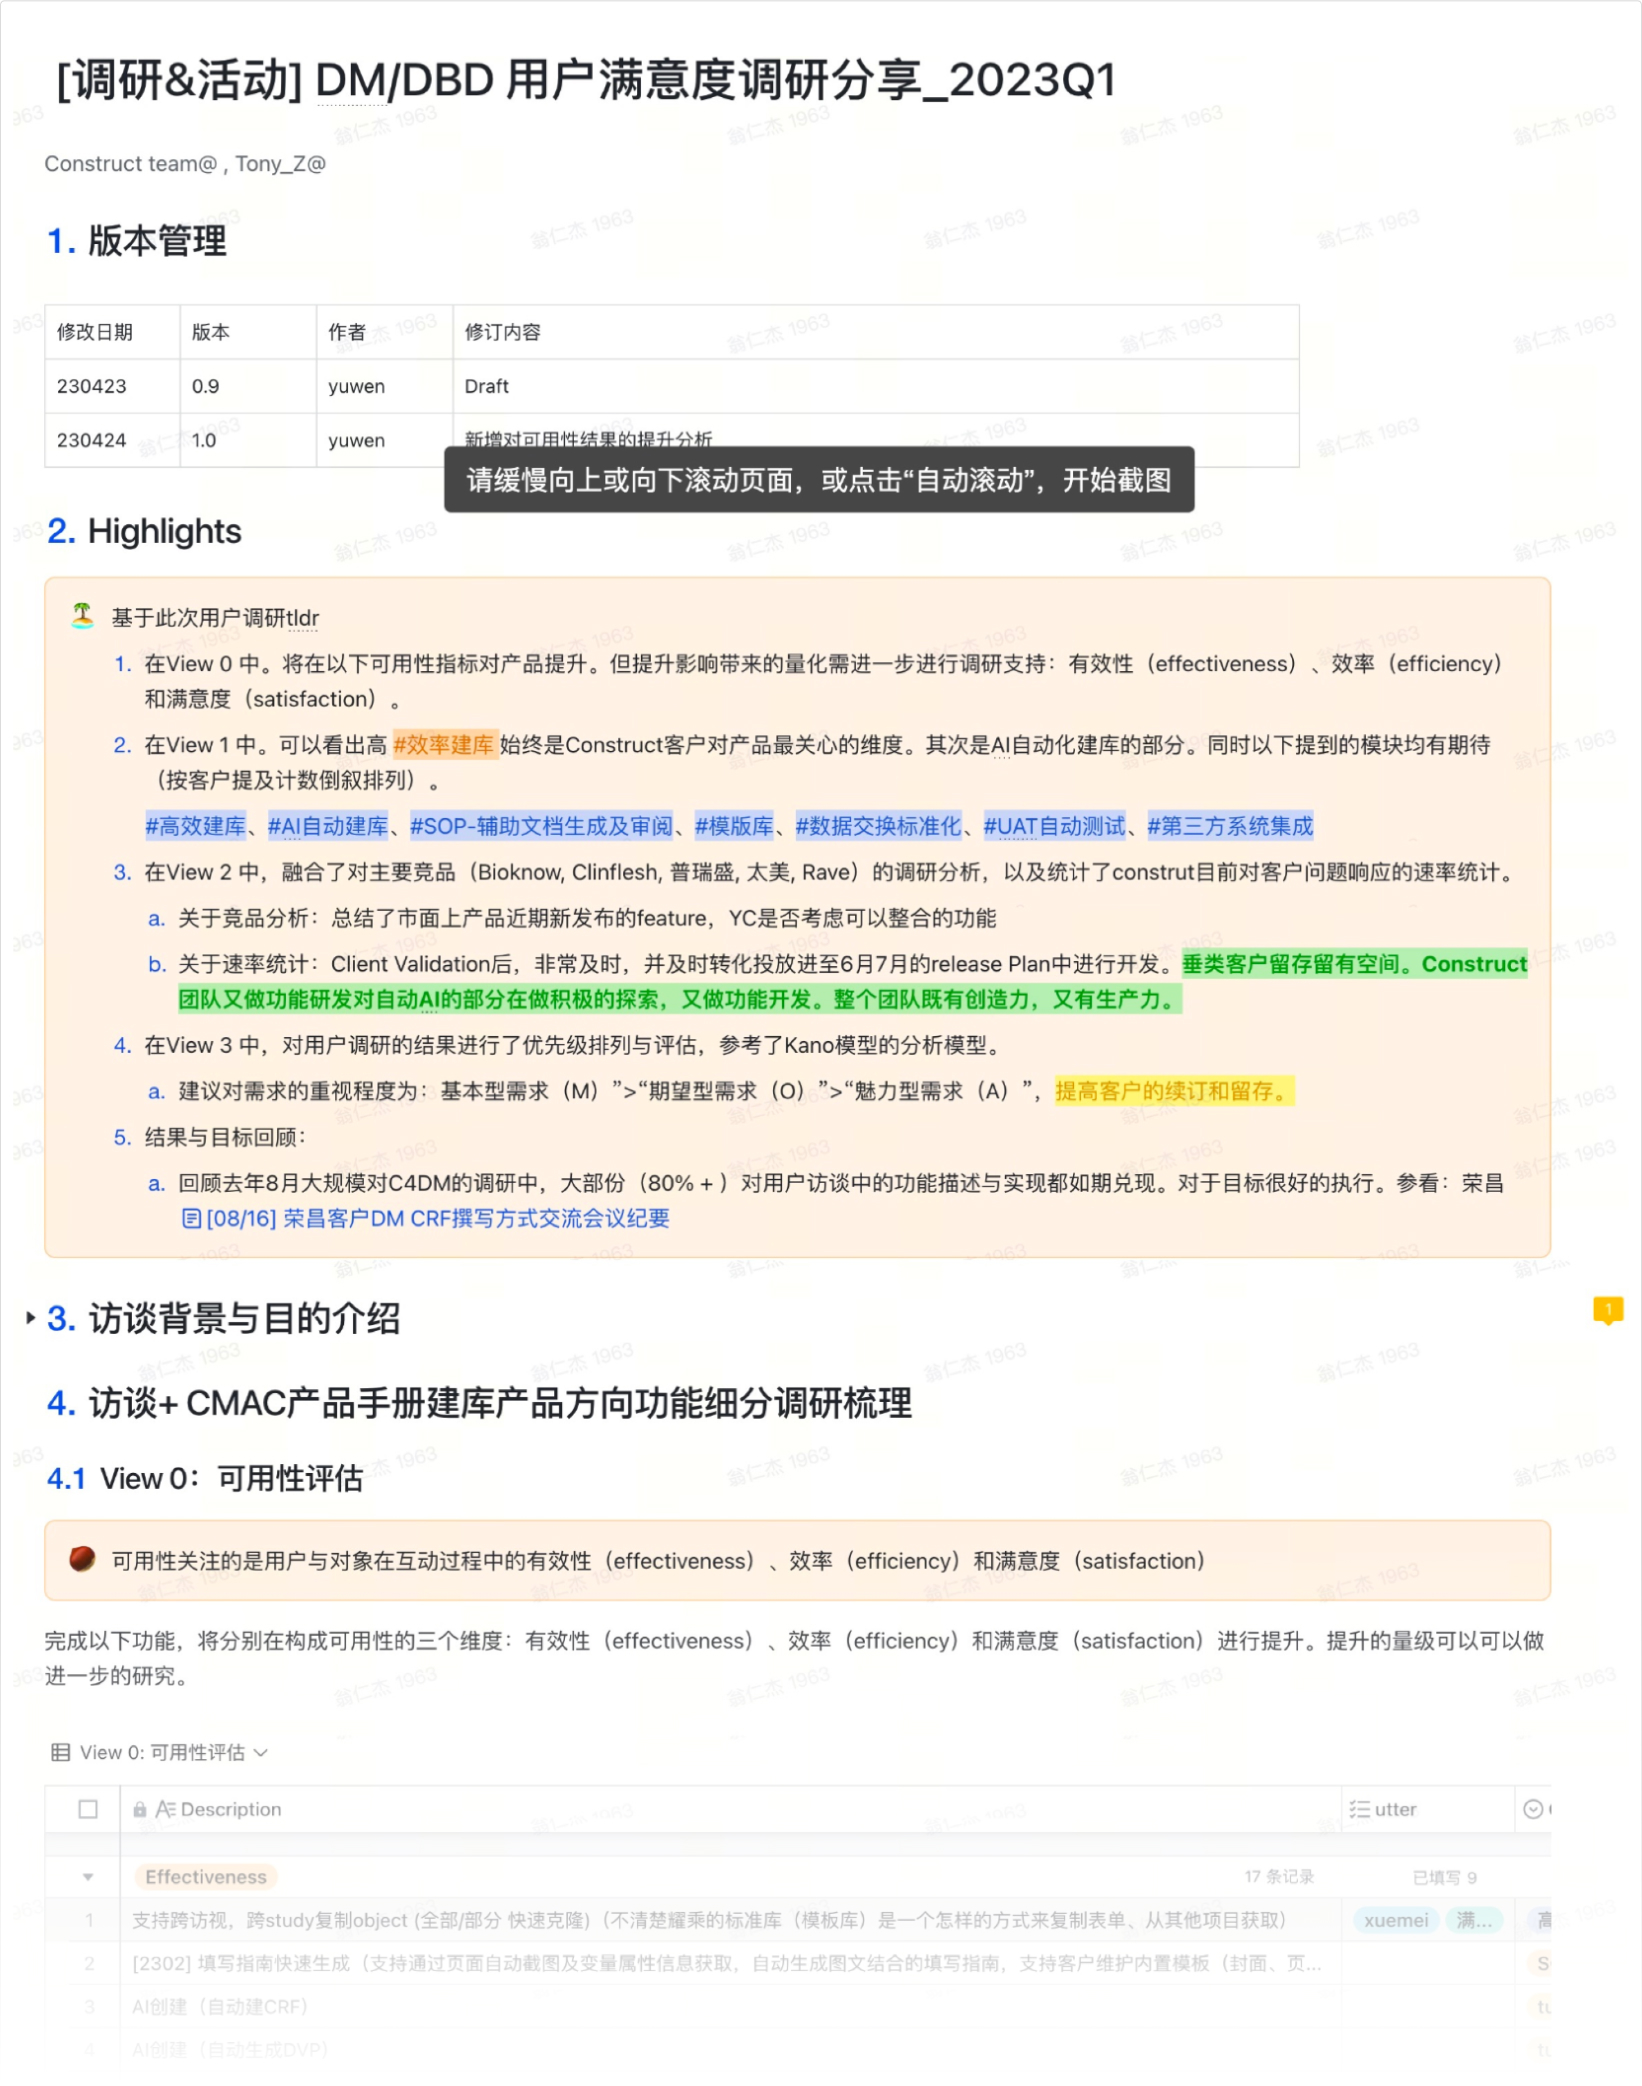 [调研&活动] DM/DBD 用户满意度调研分享_2023Q1
Construct team@ , Tony_Z@
1. 版本管理
修改日期 版本 作者 修订内容
230423 0.9 yuwen Draft
230424 1.0 yuwen 新增对可用性结果的提升分析
请缓慢向上或向下滚动页面，或点击“自动滚动”，开始截图
2. Highlights
基于此次用户调研tldr
1. 在View 0 中。将在以下可用性指标对产品提升。但提升影响带来的量化需进一步进行调研支持：有效性（effectiveness）、效率（efficiency）
和满意度（satisfaction）。
2. 在View 1 中。可以看出高 #效率建库 始终是Construct客户对产品最关心的维度。其次是AI自动化建库的部分。同时以下提到的模块均有期待
（按客户提及计数倒叙排列）。
#高效建库、#AI自动建库、#SOP-辅助文档生成及审阅、#模版库、#数据交换标准化、#UAT自动测试、#第三方系统集成
3. 在View 2 中，融合了对主要竞品（Bioknow, Clinflesh, 普瑞盛, 太美, Rave）的调研分析，以及统计了construt目前对客户问题响应的速率统计。
a. 关于竞品分析：总结了市面上产品近期新发布的feature，YC是否考虑可以整合的功能
b. 关于速率统计：Client Validation后，非常及时，并及时转化投放进至6月7月的release Plan中进行开发。垂类客户留存留有空间。Construct
团队又做功能研发对自动AI的部分在做积极的探索，又做功能开发。整个团队既有创造力，又有生产力。
4. 在View 3 中，对用户调研的结果进行了优先级排列与评估，参考了Kano模型的分析模型。
a. 建议对需求的重视程度为：基本型需求（M）”>“期望型需求（O）”>“魅力型需求（A）”，提高客户的续订和留存。
5. 结果与目标回顾：
a. 回顾去年8月大规模对C4DM的调研中，大部份（80% + ）对用户访谈中的功能描述与实现都如期兑现。对于目标很好的执行。参看：荣昌
[08/16] 荣昌客户DM CRF撰写方式交流会议纪要
3. 访谈背景与目的介绍
1
4. 访谈+ CMAC产品手册建库产品方向功能细分调研梳理
4.1 View 0：可用性评估
可用性关注的是用户与对象在互动过程中的有效性（effectiveness）、效率（efficiency）和满意度（satisfaction）
完成以下功能，将分别在构成可用性的三个维度：有效性（effectiveness）、效率（efficiency）和满意度（satisfaction）进行提升。提升的量级可以可以做
进一步的研究。
View 0: 可用性评估
Description utter
Effectiveness 17 条记录 已填写 9
1 支持跨访视，跨study复制object (全部/部分 快速克隆)（不清楚耀乘的标准库（模板库）是一个怎样的方式来复制表单、从其他项目获取） xuemei 满... 高
2 [2302] 填写指南快速生成（支持通过页面自动截图及变量属性信息获取，自动生成图文结合的填写指南，支持客户维护内置模板（封面、页...
3 AI创建（自动建CRF） tu
4 AI创建（自动生成DVP） tu
翁仁杰 1963